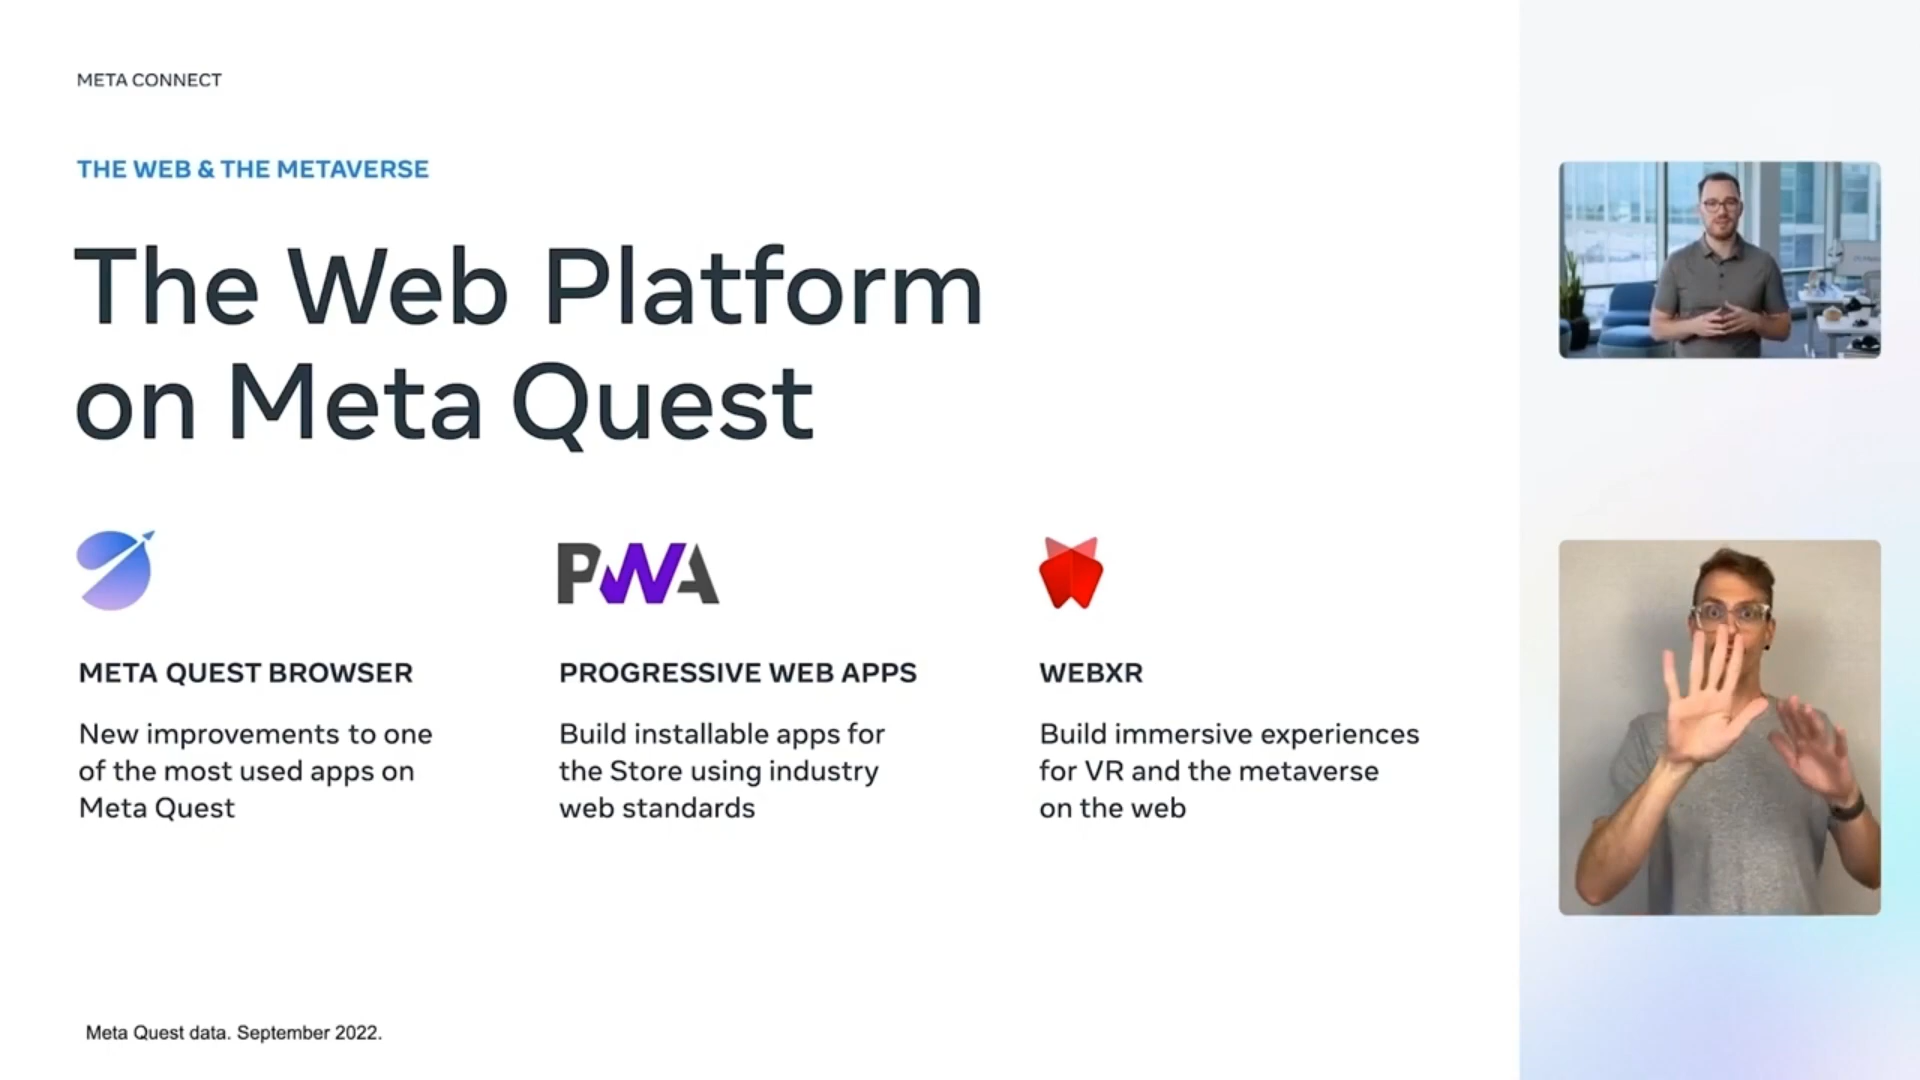 META CONNECT
THE WEB & THE METAVERSE
The Web Platform
on Meta Quest
PWA
META QUEST BROWSER
New improvements to one
of the most used apps on
Meta Quest
PROGRESSIVE WEB APPS
Build installable apps for
the Store using industry
web standards
WEBXR
Build immersive experiences
for VR and the metaverse
on the web
Meta Quest data. September 2022.